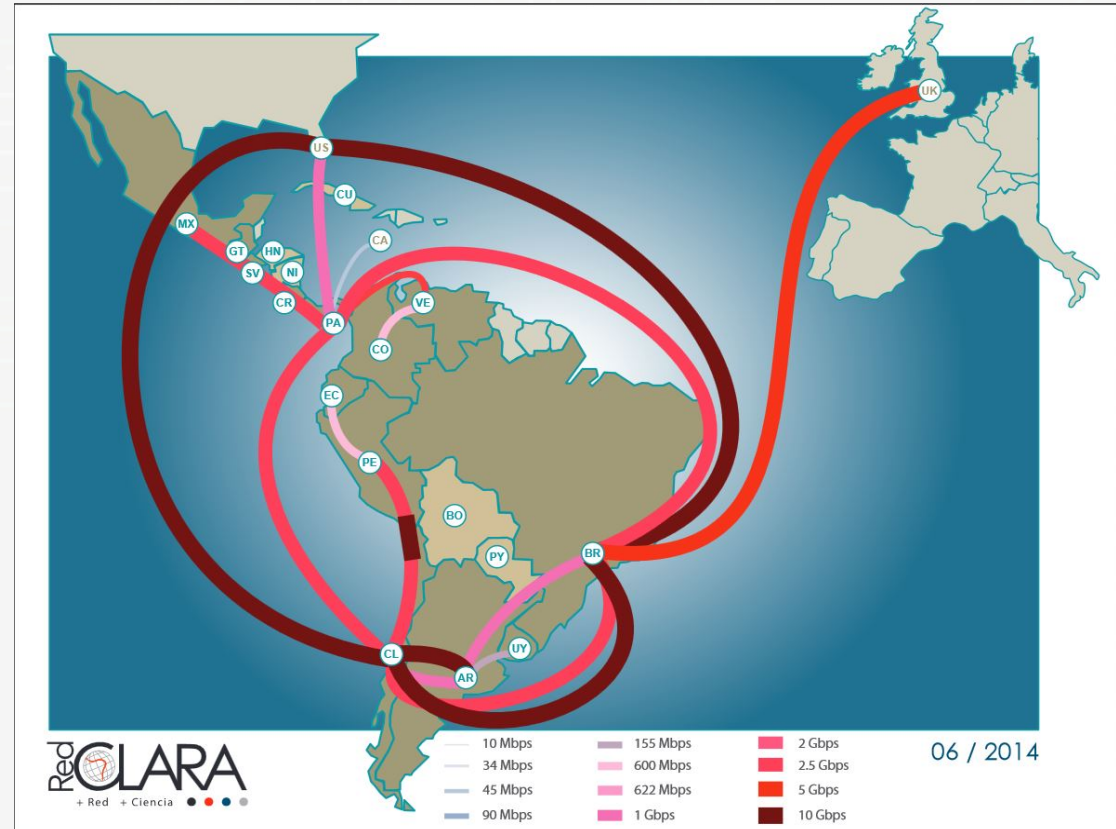 UK
US
CU
MX
CA
GT
HN
SV
NI
CR
VE
PA
CO
EC
PE
BO
BR
PY
UY
CL
AR
Red CLARA
+ Red + Ciencia
10 Mbps
34 Mbps
45 Mbps
90 Mbps
155 Mbps
600 Mbps
622 Mbps
1 Gbps
2 Gbps
2.5 Gbps
5 Gbps
10 Gbps
06 / 2014